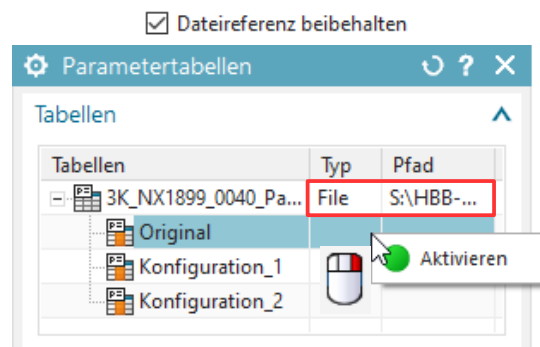 Dateireferenz beibehalten
Parametertabellen
Tabellen
Tabellen Typ Pfad
3K_NX1899_0040_Pa... File S:\HBB-...
Original
Aktivieren
Konfiguration_1
Konfiguration_2